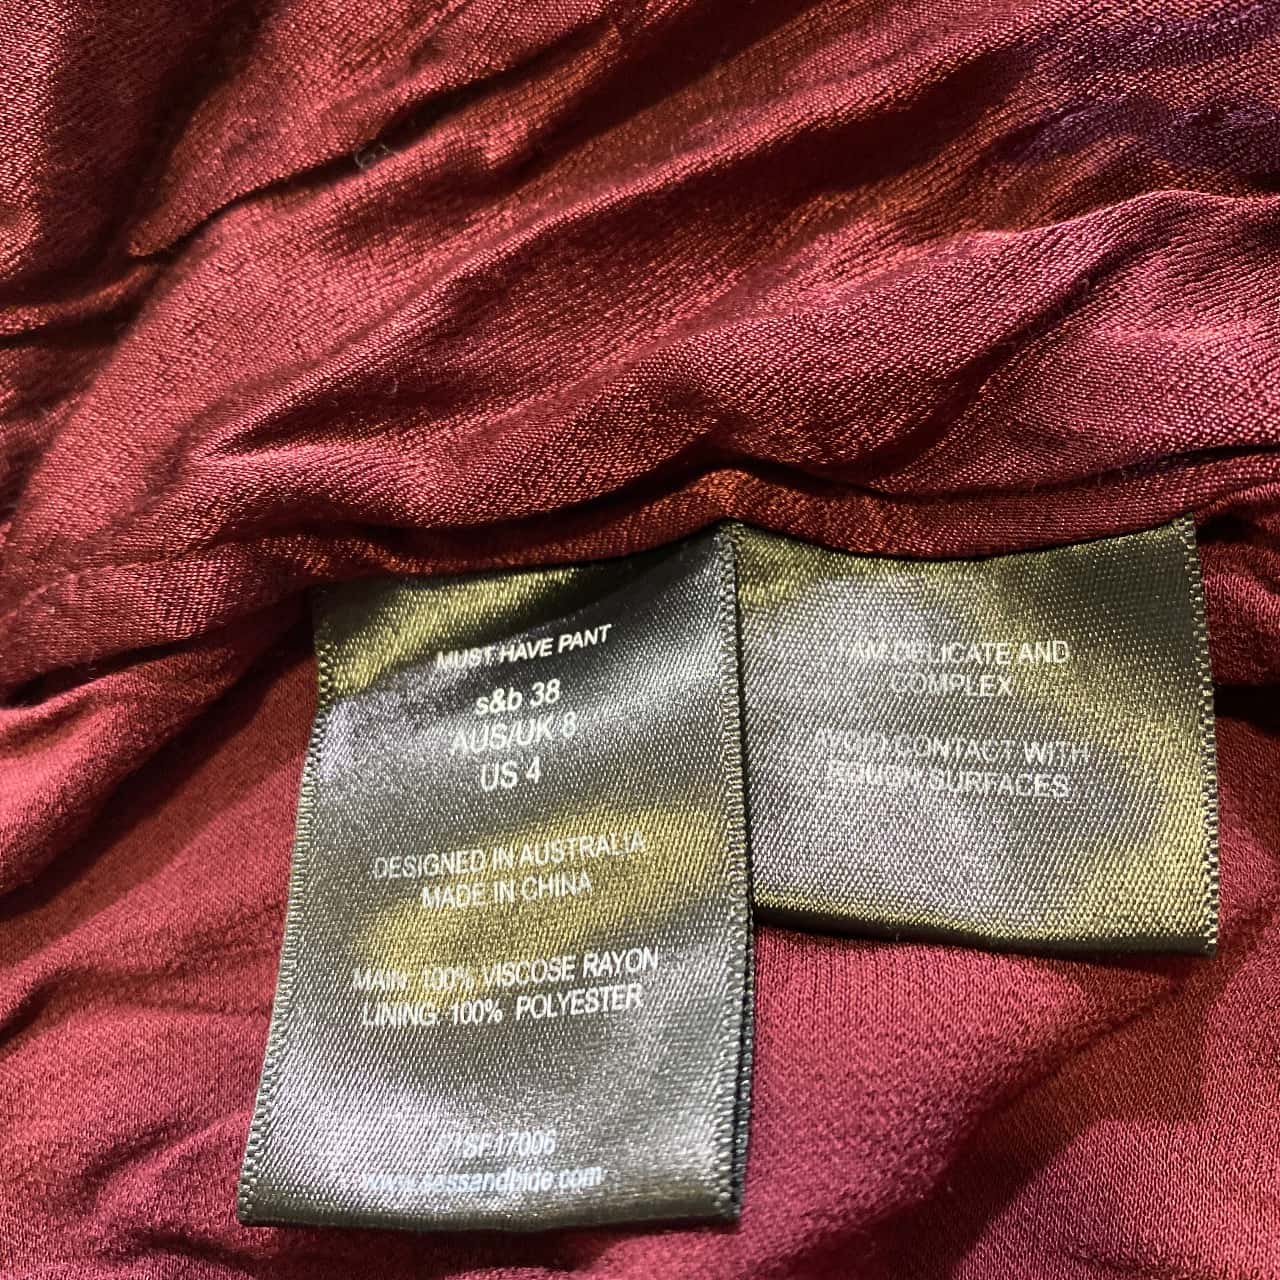 MUST HAVE PANT
s&b 38
AUS/UK 8
US 4
DESIGNED IN AUSTRALIA
MADE IN CHINA
MAIN: 100% VISCOSE RAYON
LINING: 100% POLYESTER
www.sassandbide.com
I AM DELICATE AND
COMPLEX
AVOID CONTACT WITH
ROUGH SURFACES